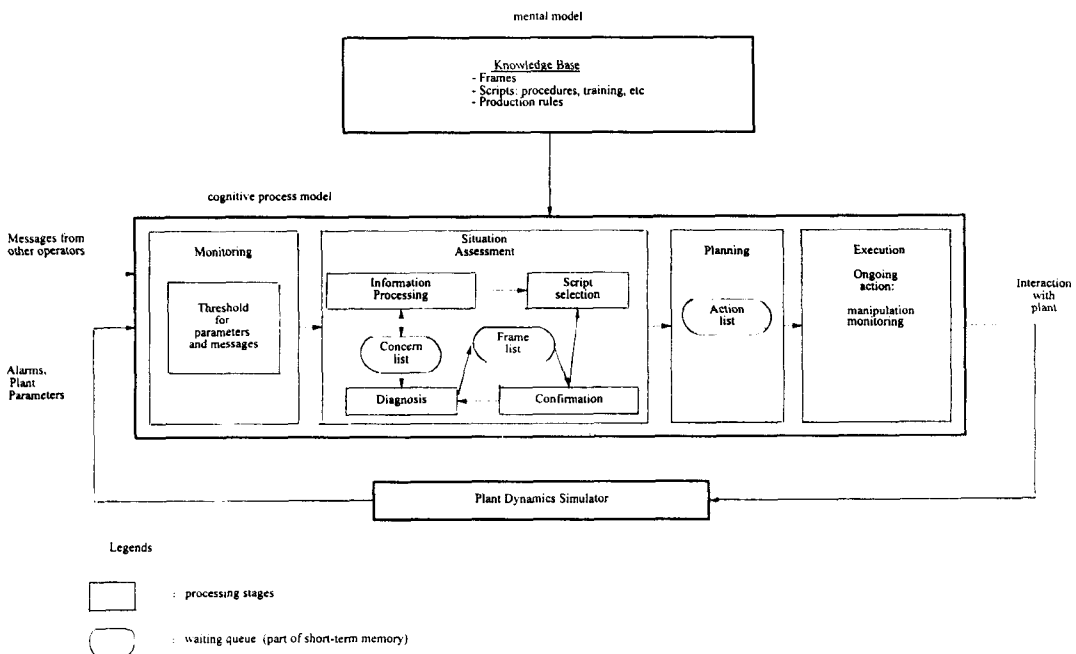 mental model
Knowledge Base
- Frames
- Scripts: procedures, training, etc
- Production rules
cognitive process model
Messages from
other operators
Alarms,
Plant
Parameters
Monitoring
Threshold
for
parameters
and messages
Situation
Assessment
Information
Processing
Script
selection
Concern
list
Frame
list
Diagnosis
Confirmation
Planning
Action
list
Execution
Ongoing
action:
manipulation
monitoring
Interaction
with
plant
Plant Dynamics Simulator
Legends
: processing stages
: waiting queue (part of short-term memory)